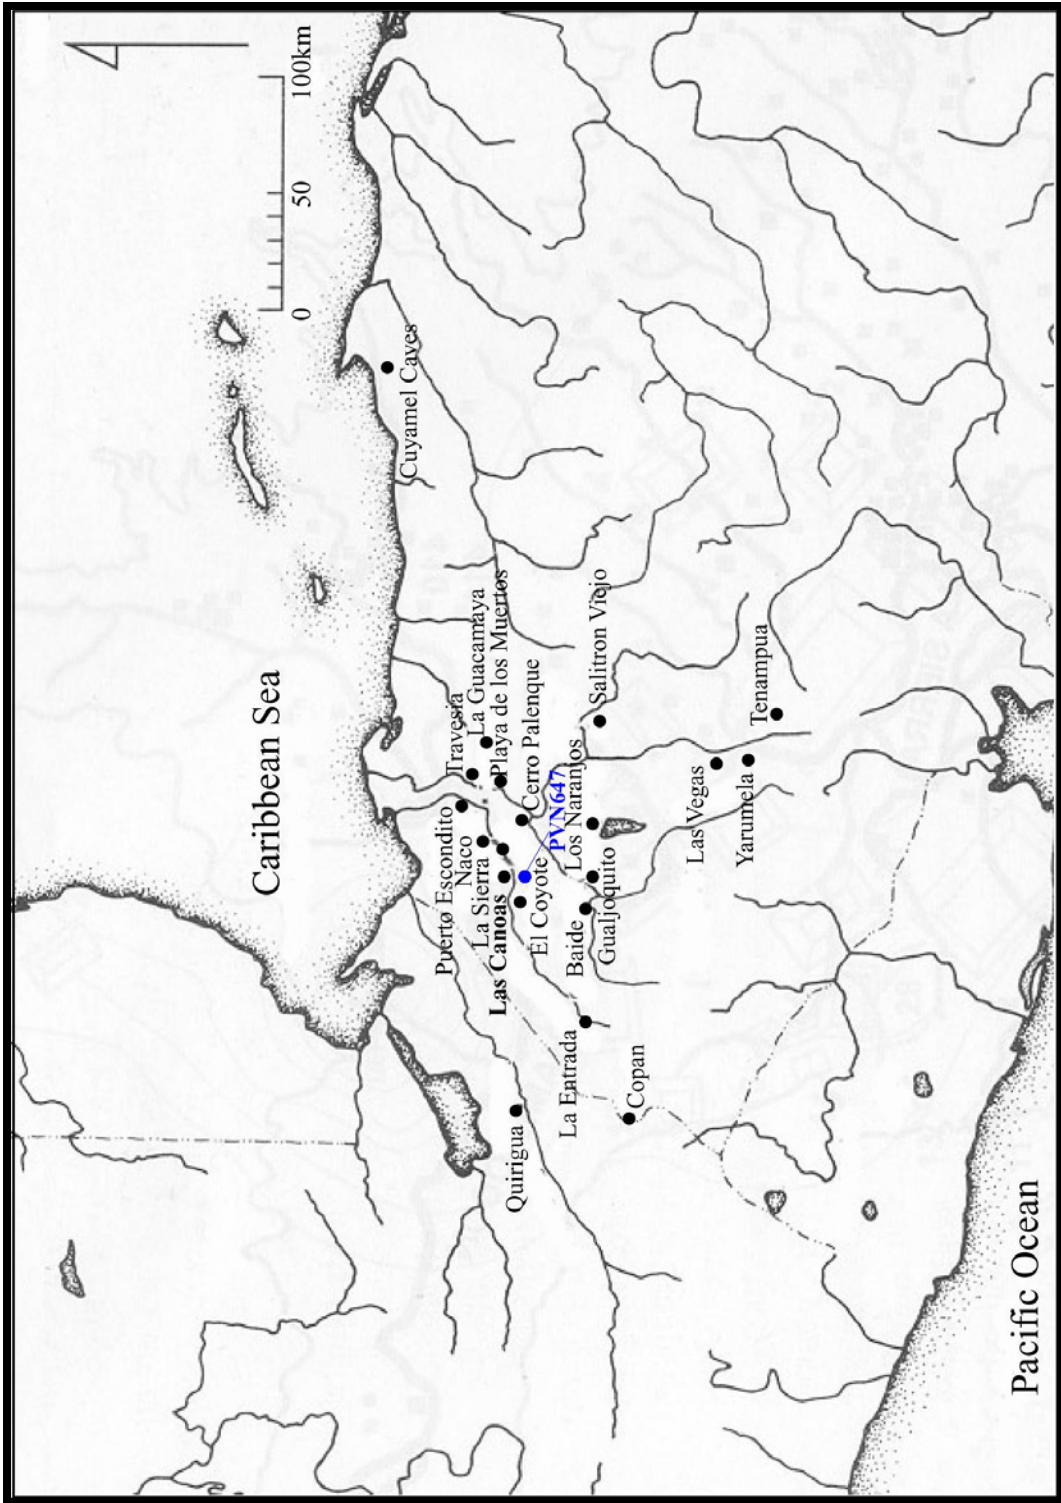 Caribbean Sea
0 50 100km
Cuyamel Caves
Puerto Escondito
Travesia
La Guacamaya
Naco
Playa de los Muertos
La Sierra
Cerro Palenque
Las Canoas
PVN647
El Coyote
Los Naranjos
Salitron Viejo
Baide
Gualjoquito
Quirigua
La Entrada
Copan
Las Vegas
Yarumela
Tenampua
Pacific Ocean